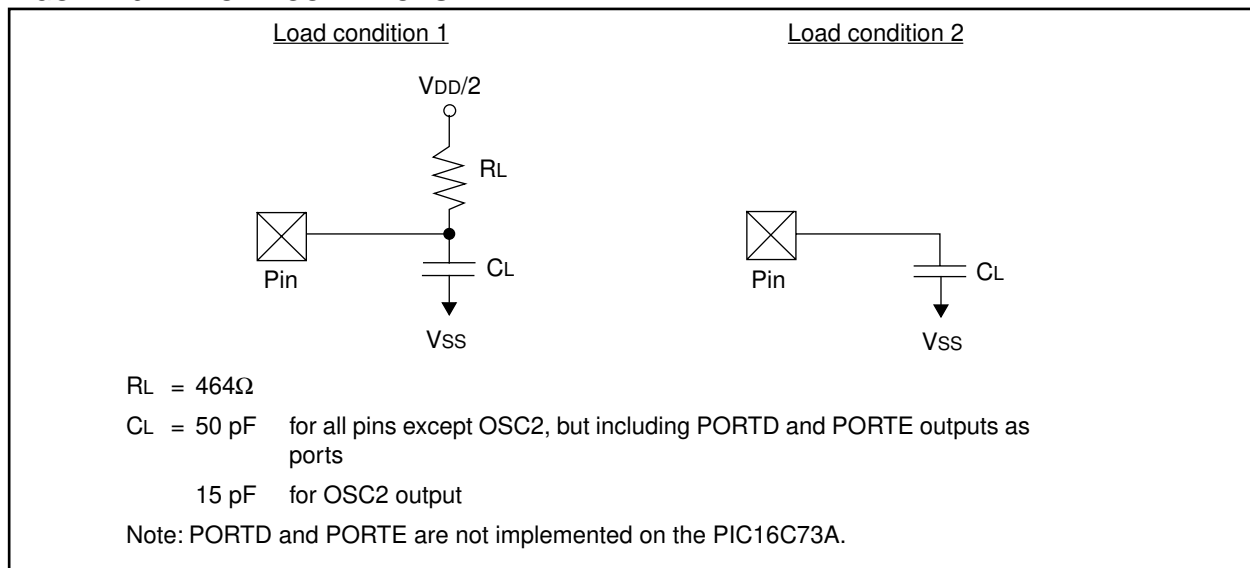 Load condition 1
Load condition 2
VDD/2
RL
Pin
CL
VSS
Pin
CL
VSS
RL = 464Ω
CL = 50 pF for all pins except OSC2, but including PORTD and PORTE outputs as
ports
15 pF for OSC2 output
Note: PORTD and PORTE are not implemented on the PIC16C73A.